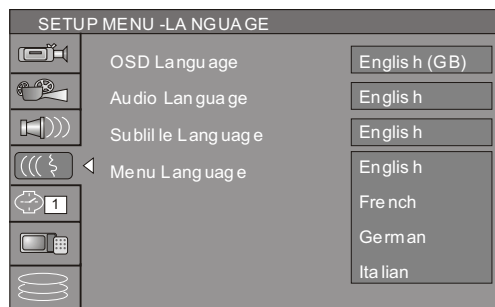 SETUP MENU -LANGUAGE
OSD Language English (GB)
Audio Language English
Sublille Language English
Menu Language English
French
1
German
Italian